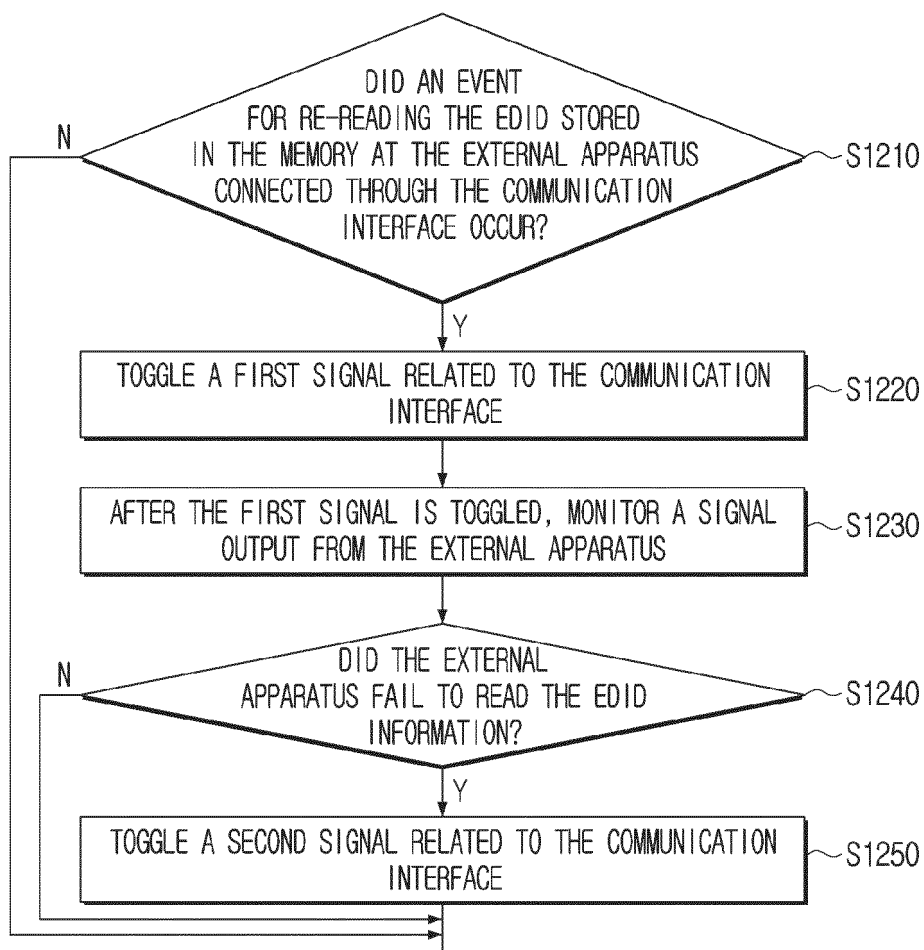 DID AN EVENT
FOR RE-READING THE EDID STORED
N
IN THE MEMORY AT THE EXTERNAL APPARATUS
S1210
CONNECTED THROUGH THE COMMUNICATION
INTERFACE OCCUR?
Y
TOGGLE A FIRST SIGNAL RELATED TO THE COMMUNICATION
INTERFACE
S1220
AFTER THE FIRST SIGNAL IS TOGGLED, MONITOR A SIGNAL
OUTPUT FROM THE EXTERNAL APPARATUS
S1230
DID THE EXTERNAL
N
APPARATUS FAIL TO READ THE EDID
S1240
INFORMATION?
Y
TOGGLE A SECOND SIGNAL RELATED TO THE COMMUNICATION
INTERFACE
S1250